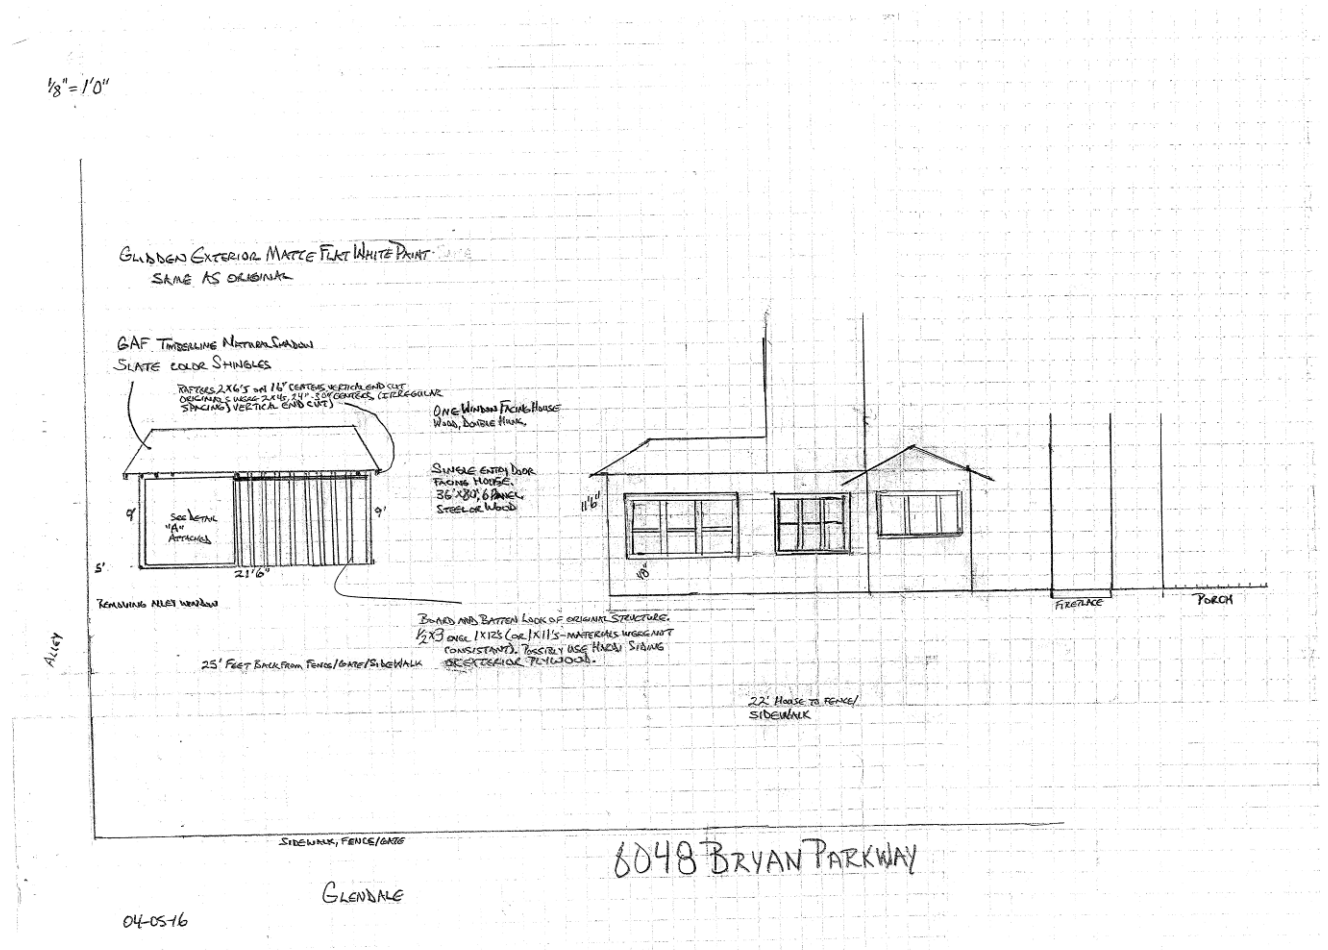 1/8" = 1'0"
GLIDDEN EXTERIOR MATTE FLAT WHITE PAINT
SAME AS ORIGINAL
GAF TIMBERLINE NATURAL SHADOW
SLATE COLOR SHINGLES
RAFTERS 2X6'S ON 16" CENTERS VERTICAL END CUT
ORIGINALS WERE 2X4S, 24"-30" CENTERS (IRREGULAR
SPACING) VERTICAL END CUT)
ONE WINDOW FACING HOUSE
WOOD, DOUBLE HUNG.
SINGLE ENTRY DOOR
FACING HOUSE.
36"X80", 6 PANEL
STEEL OR WOOD
9'
SEE DETAIL
"A"
ATTACHED
9'
11'6"
5'
21'6"
18"
REMOVING ALLEY WINDOW
FIREPLACE
PORCH
BOARD AND BATTEN LOOK OF ORIGINAL STRUCTURE.
1/2X3 OVER 1X12'S (OR 1X11'S - MATERIALS WERE NOT
CONSISTANT). POSSIBLY USE HARDI SIDING
OR EXTERIOR PLYWOOD.
ALLEY
25' FEET BACK FROM FENCE/GATE/SIDEWALK
22' HOUSE TO FENCE/
SIDEWALK
SIDEWALK, FENCE/GATE
6048 BRYAN PARKWAY
GLENDALE
04-05-16